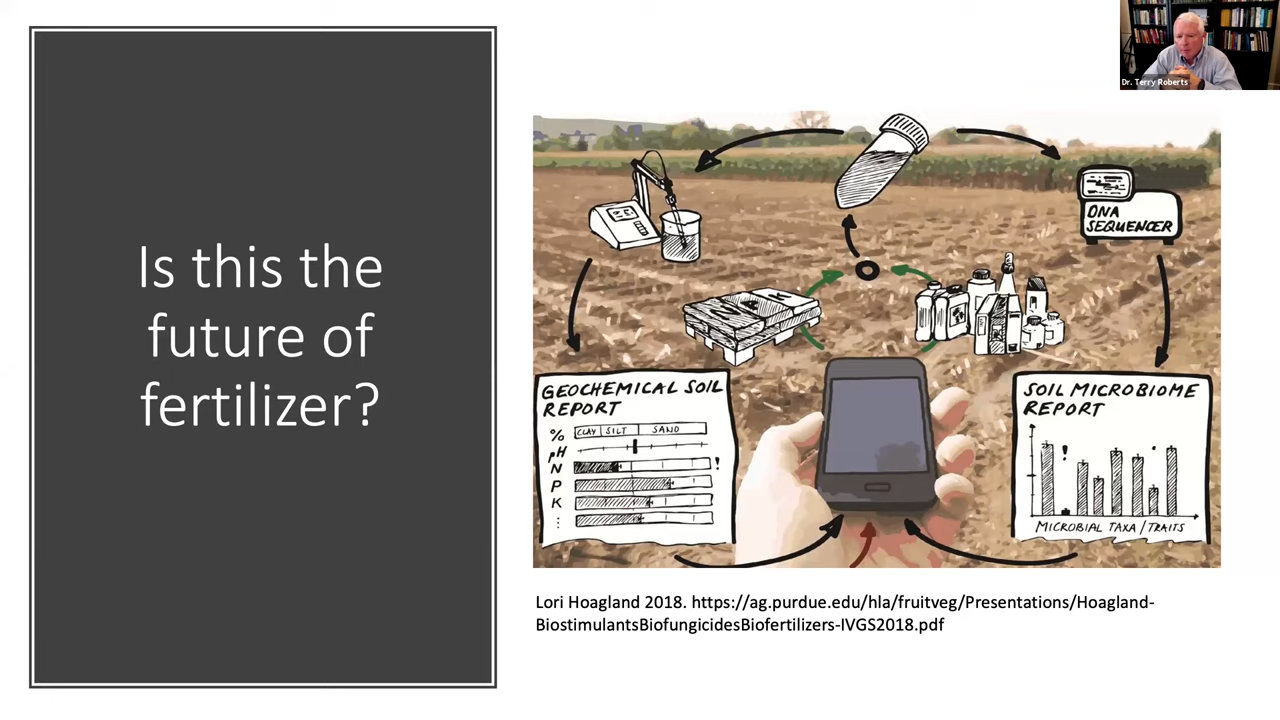 Dr. Terry Roberts
Is this the
future of
fertilizer?
DNA
SEQUENCER
N P K
GEOCHEMICAL SOIL
REPORT
%
CLAY SILT SAND
pH
N
!
P
K
:
SOIL MICROBIOME
REPORT
!
MICROBIAL TAXA/TRAITS
Lori Hoagland 2018. https://ag.purdue.edu/hla/fruitveg/Presentations/Hoagland-
BiostimulantsBiofungicidesBiofertilizers-IVGS2018.pdf